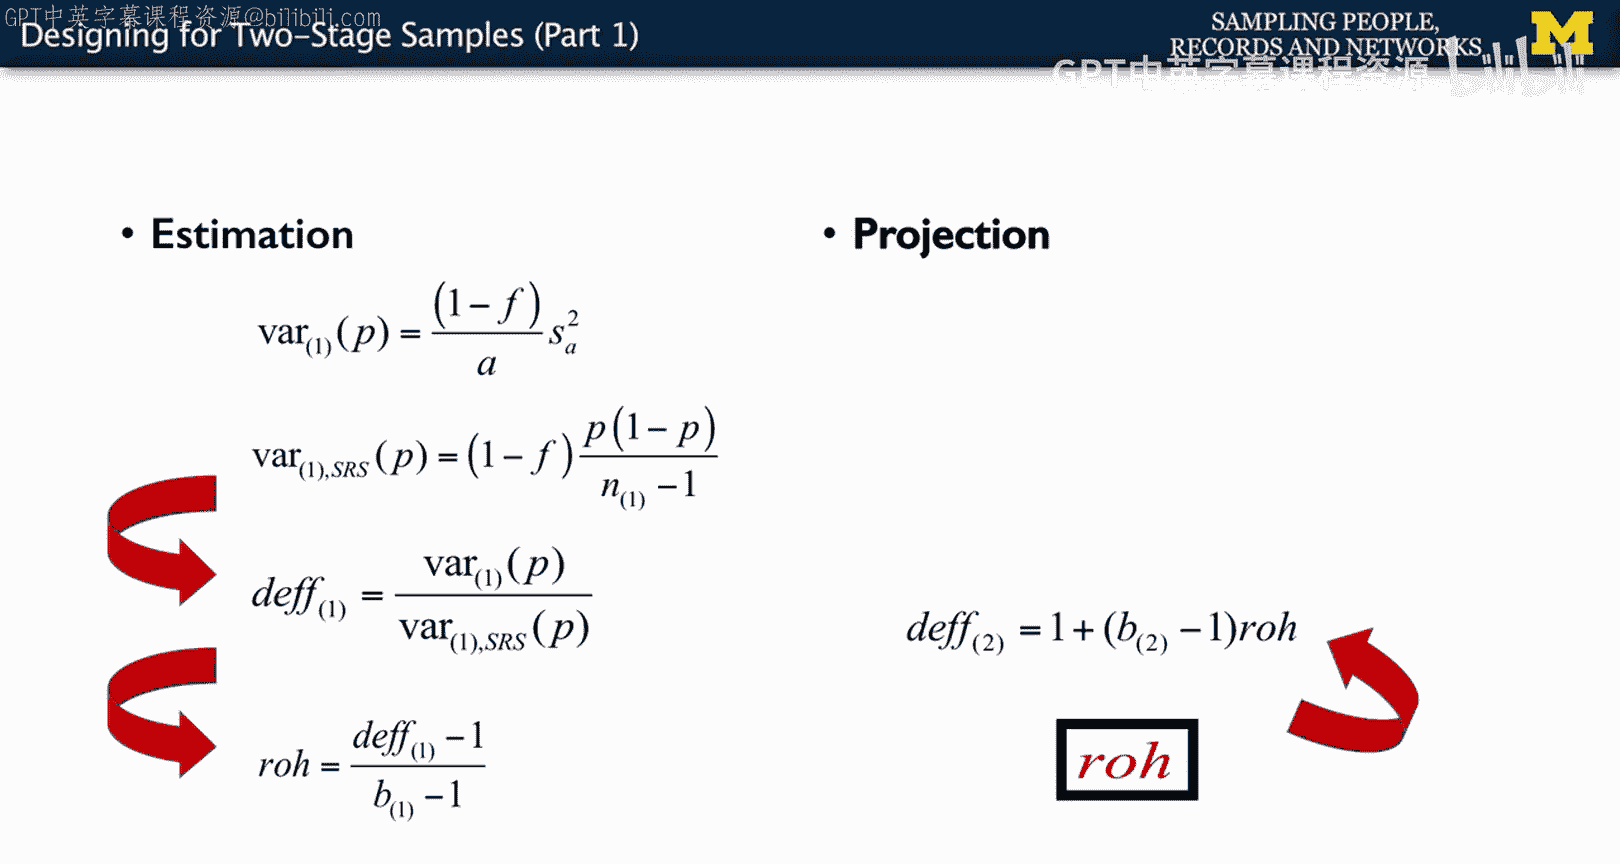 GPT中英字幕课程资源@bilibili.com
Designing for Two-Stage Samples (Part 1)
SAMPLING PEOPLE,
RECORDS AND NETWORKS
M
GPT中英字幕课程资源 bilibili
• Estimation
var(1)(p) = (1 − f) / a s_a^2
var(1),SRS(p) = (1 − f) p(1 − p) / n(1) − 1
deff(1) = var(1)(p) / var(1),SRS(p)
roh = deff(1) − 1 / b(1) − 1
• Projection
deff(2) = 1 + (b(2) − 1)roh
roh